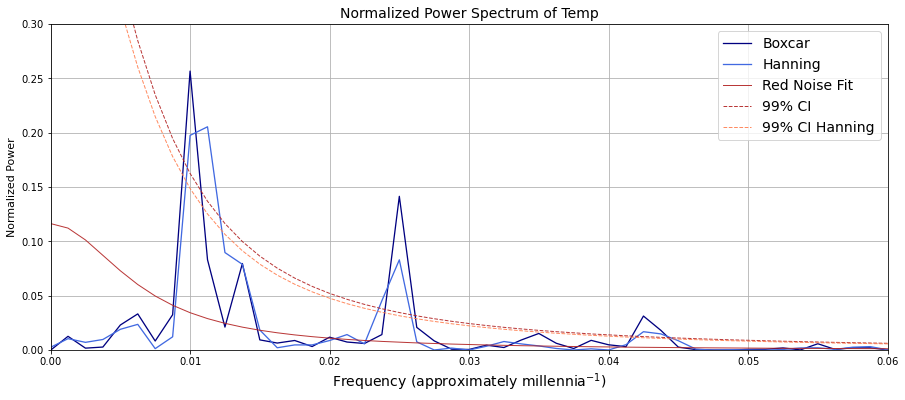 Normalized Power Spectrum of Temp
0.30
0.25
0.20
0.15
0.10
0.05
0.00
Normalized Power
Boxcar
Hanning
Red Noise Fit
99% CI
99% CI Hanning
0.00 0.01 0.02 0.03 0.04 0.05 0.06
Frequency (approximately millennia⁻¹)